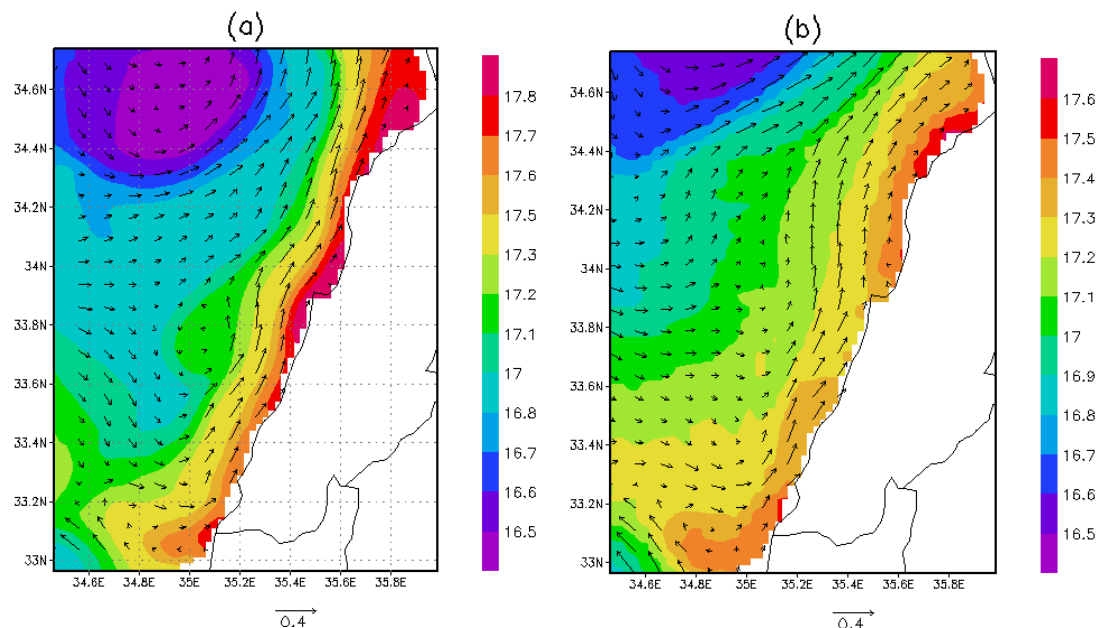 (a)
(b)
34.6N
34.4N
34.2N
34N
33.8N
33.6N
33.4N
33.2N
33N
34.6E 34.8E 35E 35.2E 35.4E 35.6E 35.8E
0.4
17.8
17.7
17.6
17.5
17.3
17.2
17.1
17
16.8
16.7
16.6
16.5
34.6N
34.4N
34.2N
34N
33.8N
33.6N
33.4N
33.2N
33N
34.6E 34.8E 35E 35.2E 35.4E 35.6E 35.8E
0.4
17.6
17.5
17.4
17.3
17.2
17.1
17
16.9
16.8
16.7
16.6
16.5